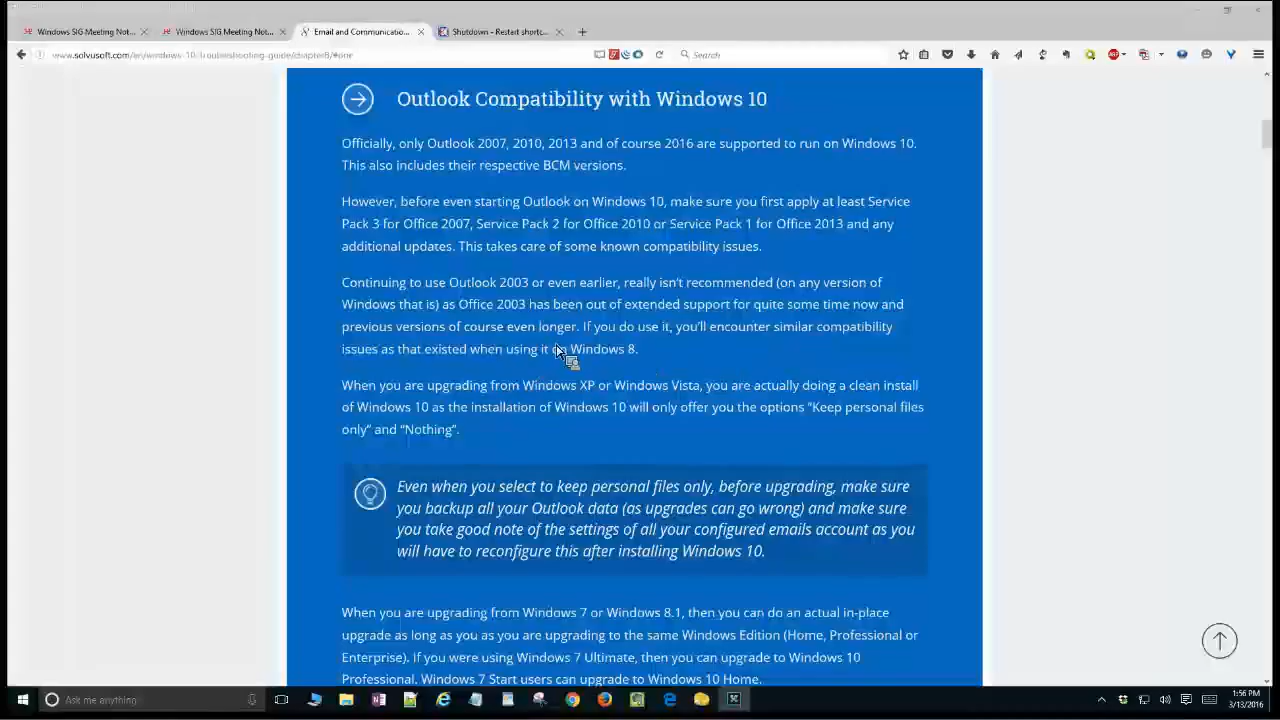 Windows SIG Meeting Not...
Windows SIG Meeting Not...
Email and Communicatio...
Shutdown - Restart shortc...
www.solvusoft.com/en/windows-10/troubleshooting-guide/chapter8/#one
Search
Outlook Compatibility with Windows 10
Officially, only Outlook 2007, 2010, 2013 and of course 2016 are supported to run on Windows 10.
This also includes their respective BCM versions.
However, before even starting Outlook on Windows 10, make sure you first apply at least Service
Pack 3 for Office 2007, Service Pack 2 for Office 2010 or Service Pack 1 for Office 2013 and any
additional updates. This takes care of some known compatibility issues.
Continuing to use Outlook 2003 or even earlier, really isn't recommended (on any version of
Windows that is) as Office 2003 has been out of extended support for quite some time now and
previous versions of course even longer. If you do use it, you'll encounter similar compatibility
issues as that existed when using it on Windows 8.
When you are upgrading from Windows XP or Windows Vista, you are actually doing a clean install
of Windows 10 as the installation of Windows 10 will only offer you the options “Keep personal files
only” and “Nothing”.
Even when you select to keep personal files only, before upgrading, make sure
you backup all your Outlook data (as upgrades can go wrong) and make sure
you take good note of the settings of all your configured emails account as you
will have to reconfigure this after installing Windows 10.
When you are upgrading from Windows 7 or Windows 8.1, then you can do an actual in-place
upgrade as long as you as you are upgrading to the same Windows Edition (Home, Professional or
Enterprise). If you were using Windows 7 Ultimate, then you can upgrade to Windows 10
Professional. Windows 7 Start users can upgrade to Windows 10 Home.
Ask me anything
1:56 PM
3/13/2016